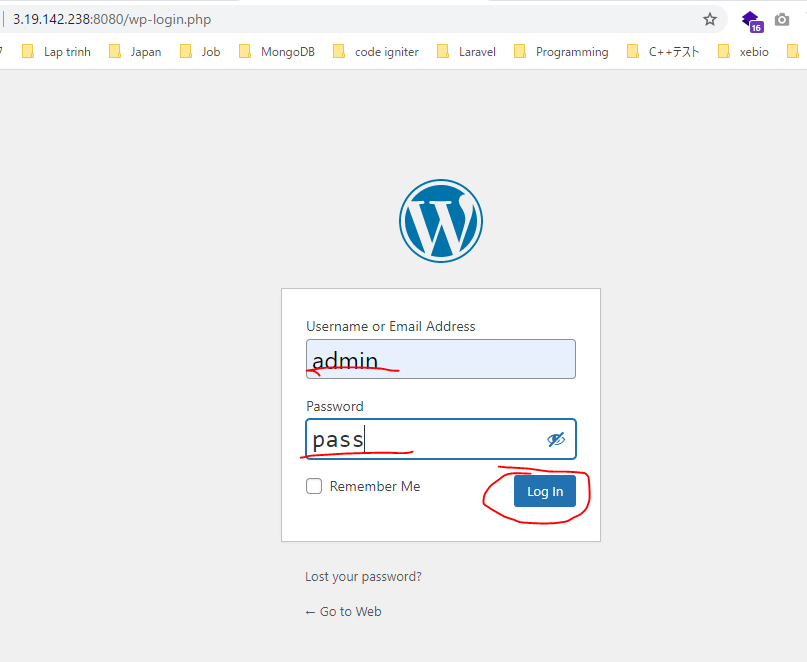 3.19.142.238:8080/wp-login.php
16
Lap trinh Japan Job MongoDB code igniter Laravel Programming C++テスト xebio
W
Username or Email Address
admin
Password
pass
Remember Me Log In
Lost your password?
← Go to Web